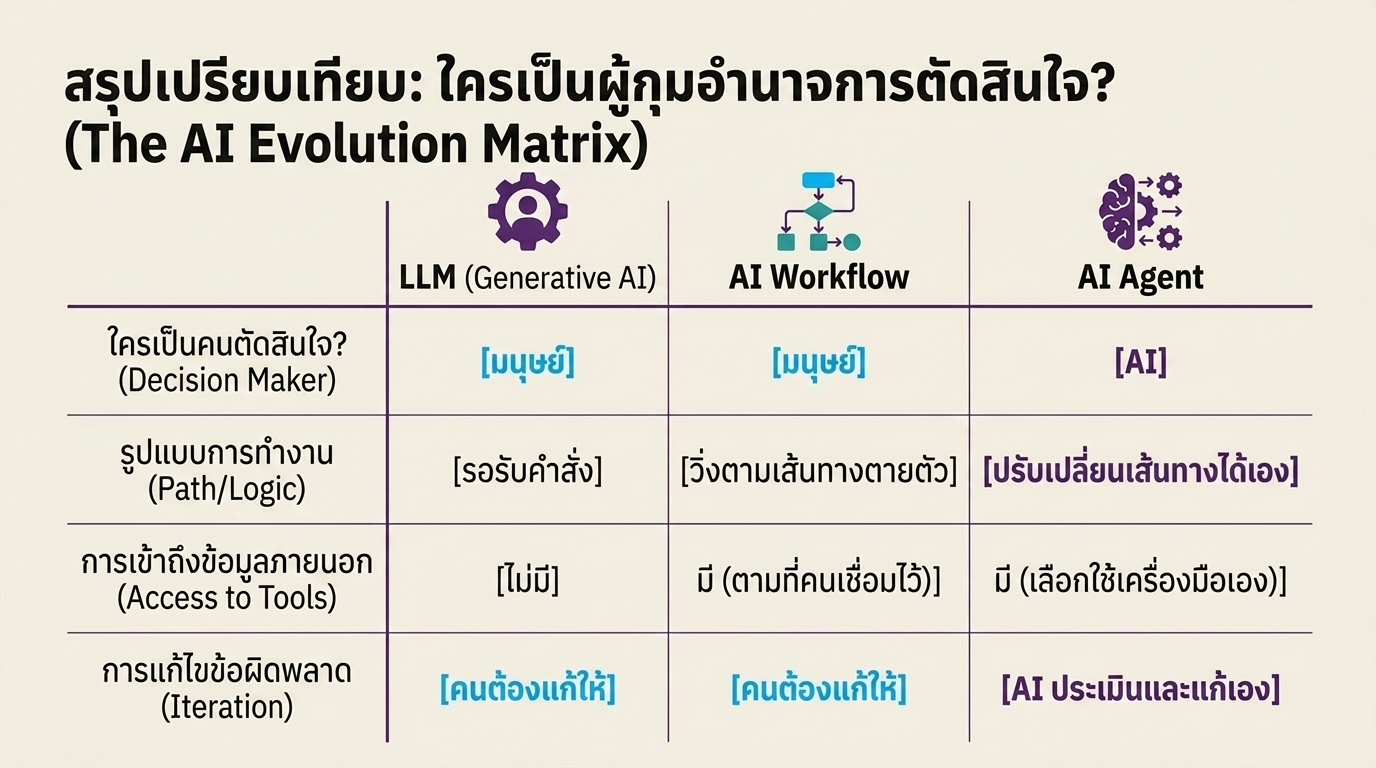 สรุปเปรียบเทียบ: ใครเป็นผู้กุมอำนาจการตัดสินใจ?
(The AI Evolution Matrix)
LLM (Generative AI)
AI Workflow
AI Agent
ใครเป็นคนตัดสินใจ?
(Decision Maker)
[มนุษย์]
[มนุษย์]
[AI]
รูปแบบการทำงาน
(Path/Logic)
[รอรับคำสั่ง]
[วิ่งตามเส้นทางตายตัว]
[ปรับเปลี่ยนเส้นทางได้เอง]
การเข้าถึงข้อมูลภายนอก
(Access to Tools)
[ไม่มี]
มี (ตามที่คนเชื่อมไว้)]
มี (เลือกใช้เครื่องมือเอง)]
การแก้ไขข้อผิดพลาด
(Iteration)
[คนต้องแก้ให้]
[คนต้องแก้ให้]
[AI ประเมินและแก้เอง]